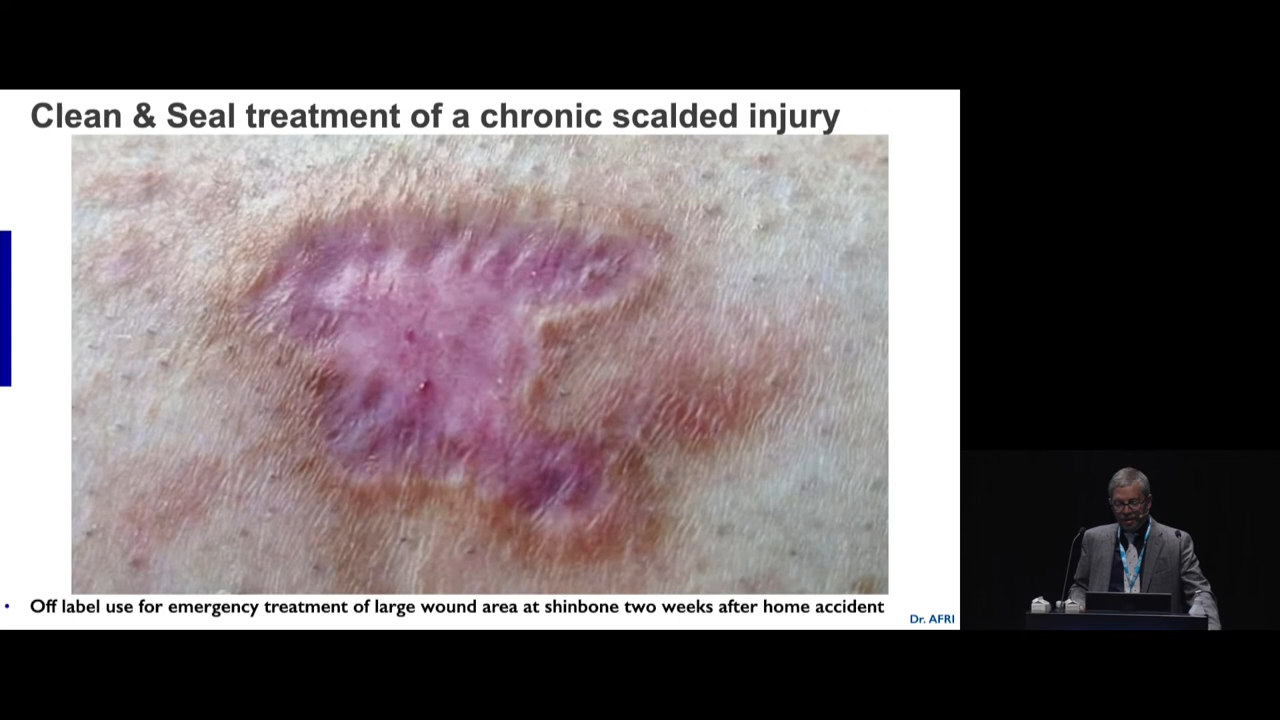 Clean & Seal treatment of a chronic scalded injury
• Off label use for emergency treatment of large wound area at shinbone two weeks after home accident
Dr. AFRI